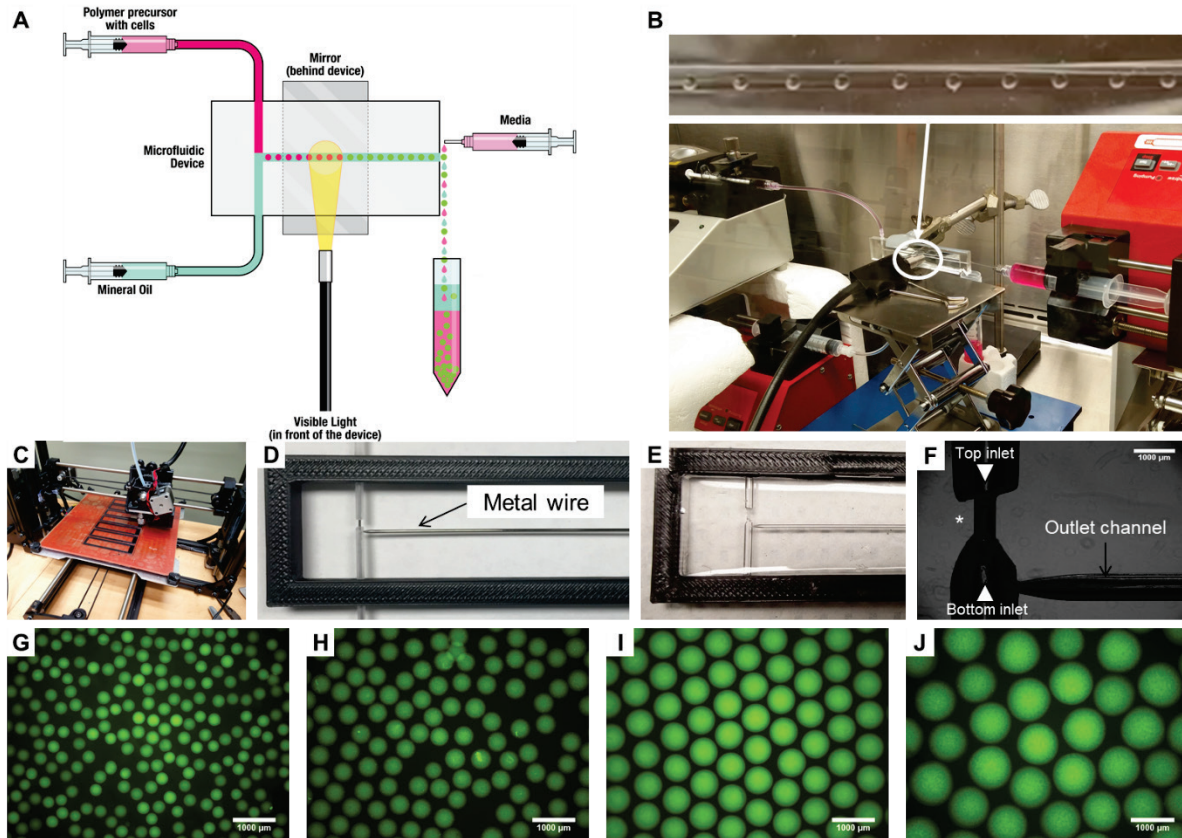 A
Polymer precursor
with cells
Mirror
(behind device)
Media
Microfluidic
Device
Mineral Oil
Visible Light
(in front of the device)
B
C
D
Metal wire
E
F
1000 µm
Top inlet
*
Outlet channel
Bottom inlet
G
1000 µm
H
1000 µm
I
1000 µm
J
1000 µm